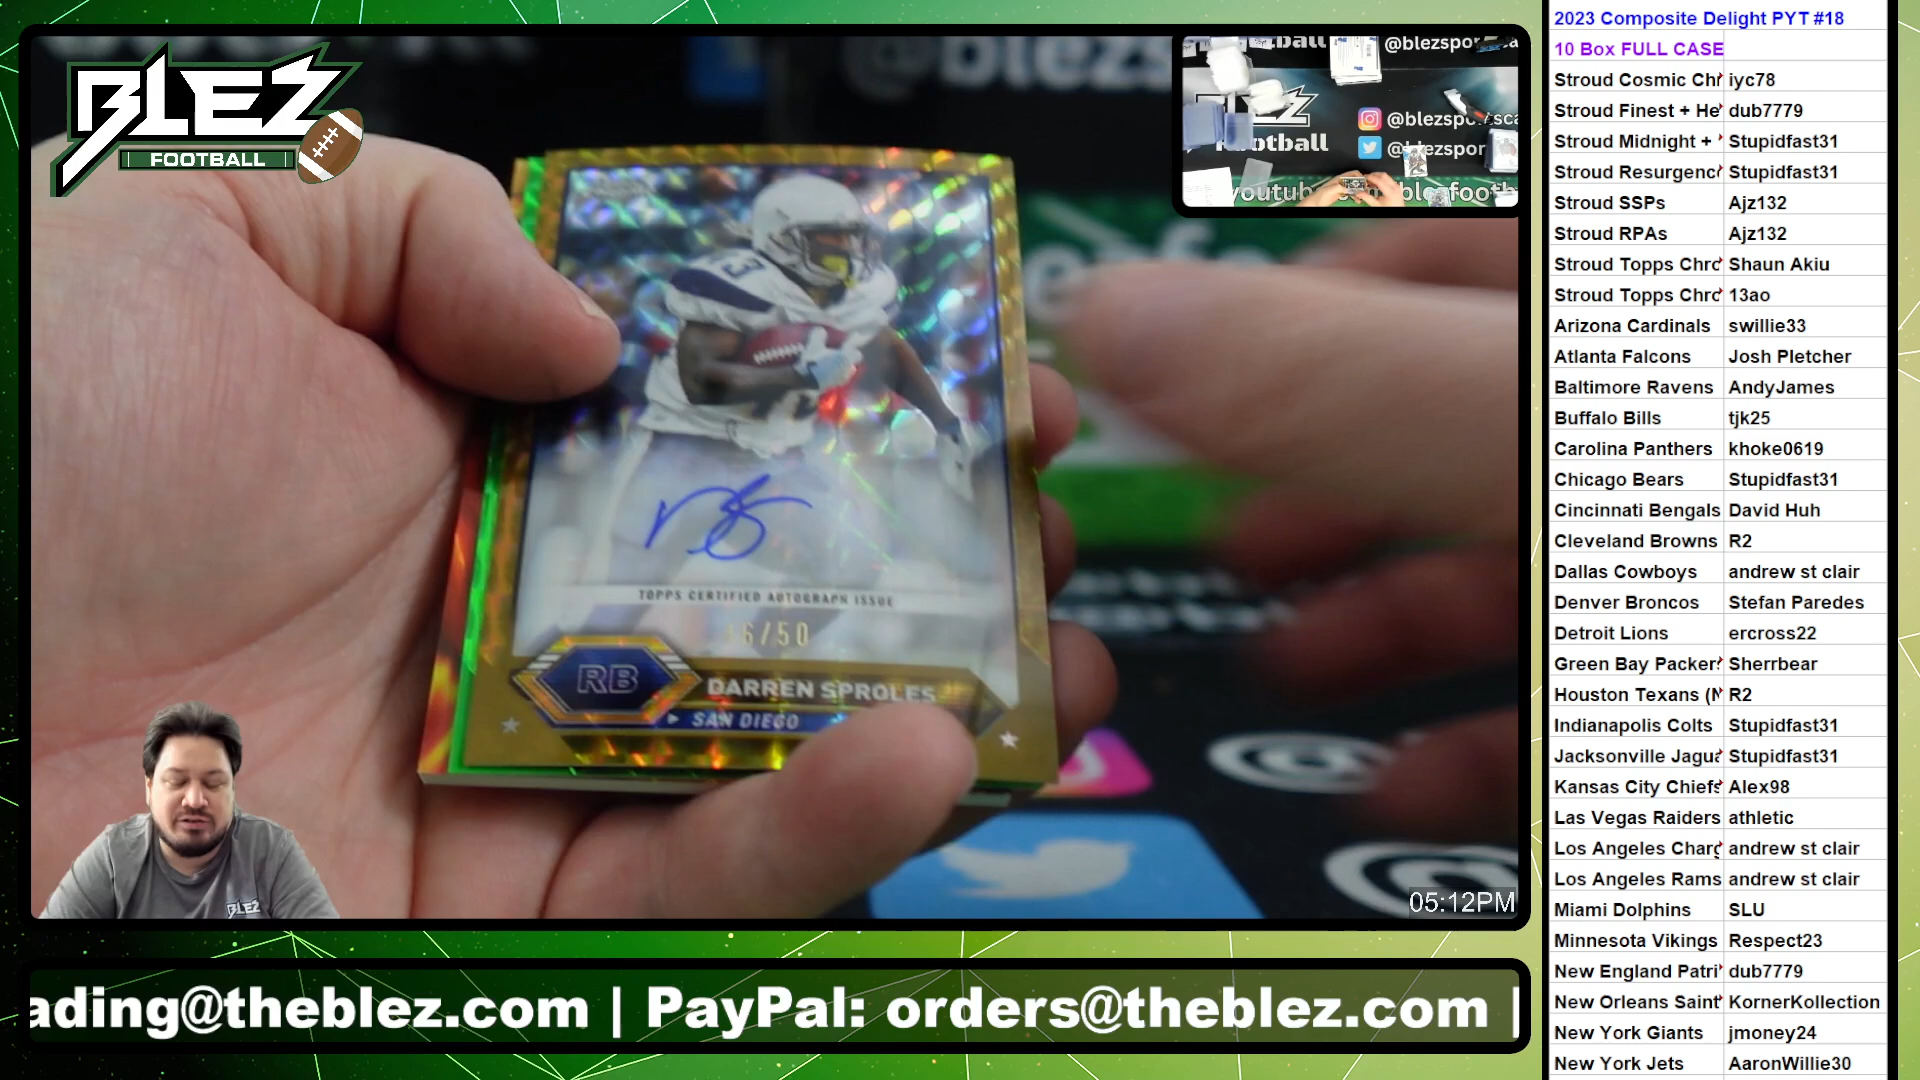 BLEZ
FOOTBALL
@blezs
@blezspor
@blezspo
@blezspor
Football
DARREN SPROLES
RB
SAN DIEGO
TOPPS CERTIFIED AUTOGRAPH ISSUE
/50
BLEZ
05:12PM
ading@theblez.com | PayPal: orders@theblez.com |
2023 Composite Delight PYT #18
10 Box FULL CASE
Stroud Cosmic Chr iyc78
Stroud Finest + He dub7779
Stroud Midnight + Stupidfast31
Stroud Resurgenc Stupidfast31
Stroud SSPs Ajz132
Stroud RPAs Ajz132
Stroud Topps Chro Shaun Akiu
Stroud Topps Chro 13ao
Arizona Cardinals swillie33
Atlanta Falcons Josh Pletcher
Baltimore Ravens AndyJames
Buffalo Bills tjk25
Carolina Panthers khoke0619
Chicago Bears Stupidfast31
Cincinnati Bengals David Huh
Cleveland Browns R2
Dallas Cowboys andrew st clair
Denver Broncos Stefan Paredes
Detroit Lions ercross22
Green Bay Packer Sherrbear
Houston Texans (N R2
Indianapolis Colts Stupidfast31
Jacksonville Jagua Stupidfast31
Kansas City Chiefs Alex98
Las Vegas Raiders athletic
Los Angeles Charg andrew st clair
Los Angeles Rams andrew st clair
Miami Dolphins SLU
Minnesota Vikings Respect23
New England Patri dub7779
New Orleans Saint KornerKollection
New York Giants jmoney24
New York Jets AaronWillie30